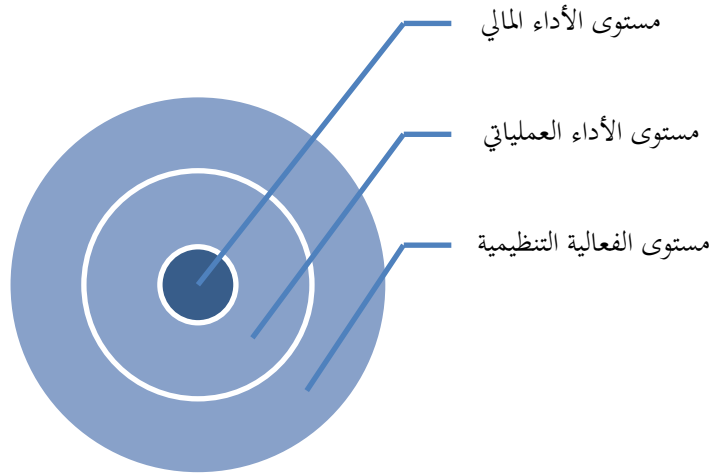 مستوى الأداء المالي
مستوى الأداء العملياتي
مستوى الفعالية التنظيمية